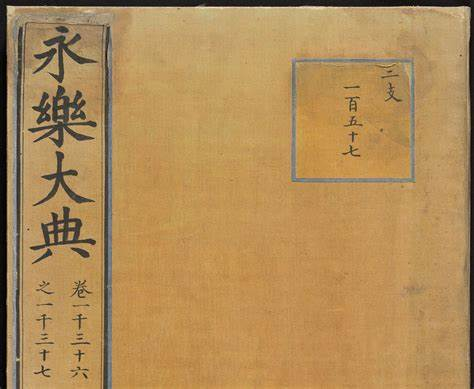 永樂大典
卷一千三十六
之一千三十七
二支
一百五十七